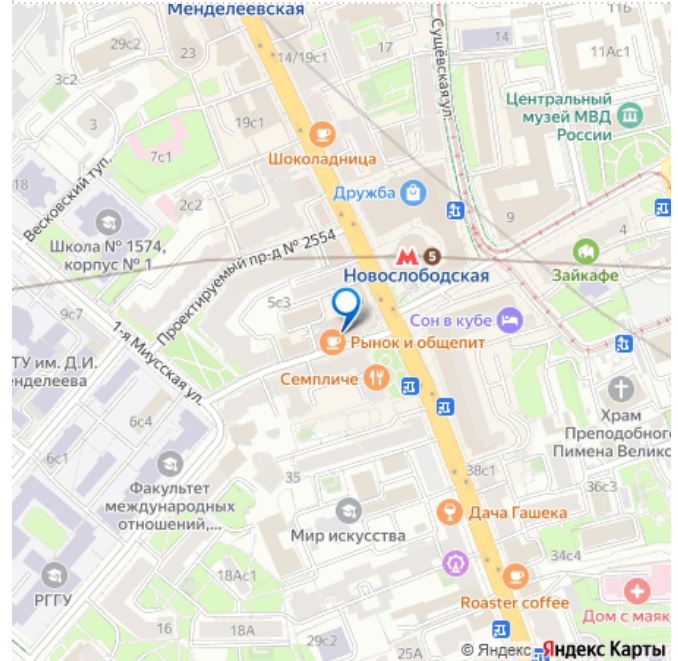 Менделеевская
11Б
29с2
23
14/19с1
17
11Ас1
3с2
Сущёвская ул.
Центральный
музей МВД
России
3
19с1
7с1
Шоколадница
18
Весковский туп.
2с2
Дружба
9
4
Школа № 1574,
корпус № 1
Проектируемый пр-д № 2554
5
Новослободская
Зайкафе
5с3
9с7
1-я Миусская ул.
Сон в кубе
Рынок и общепит
ТУ им. Д.И.
енделеева
Семпличе
6с4
Храм
Преподобног
Пимена Велико
6с1
Факультет
международных
отношений,...
35
38с1
36с3
Мир искусства
Дача Гашека
34с4
РГГУ
18Ас1
Roaster coffee
Дом с маяк
16
18А
29с2
25А
© Яндекс Яндекс Карты